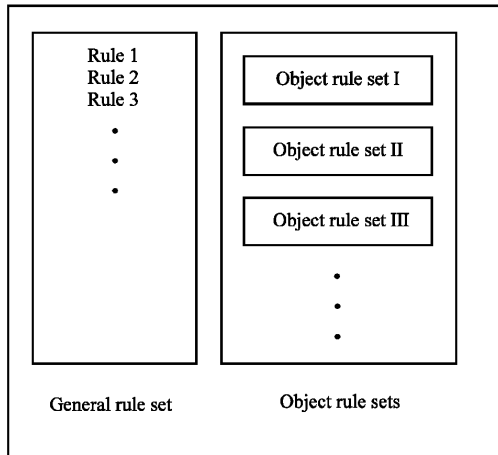 Rule 1
Rule 2
Rule 3
General rule set
Object rule set I
Object rule set II
Object rule set III
Object rule sets